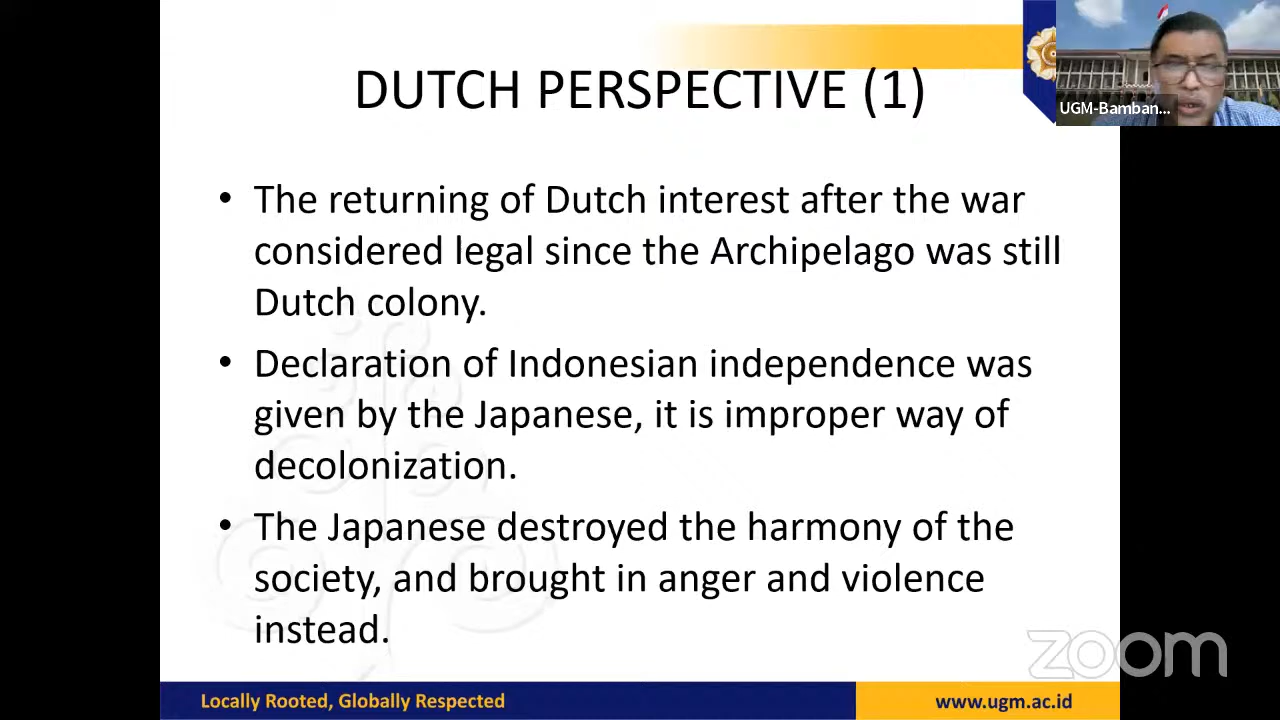 DUTCH PERSPECTIVE (1)
UGM-Bamban...
• The returning of Dutch interest after the war
considered legal since the Archipelago was still
Dutch colony.
• Declaration of Indonesian independence was
given by the Japanese, it is improper way of
decolonization.
• The Japanese destroyed the harmony of the
society, and brought in anger and violence
instead.
zoom
Locally Rooted, Globally Respected
www.ugm.ac.id